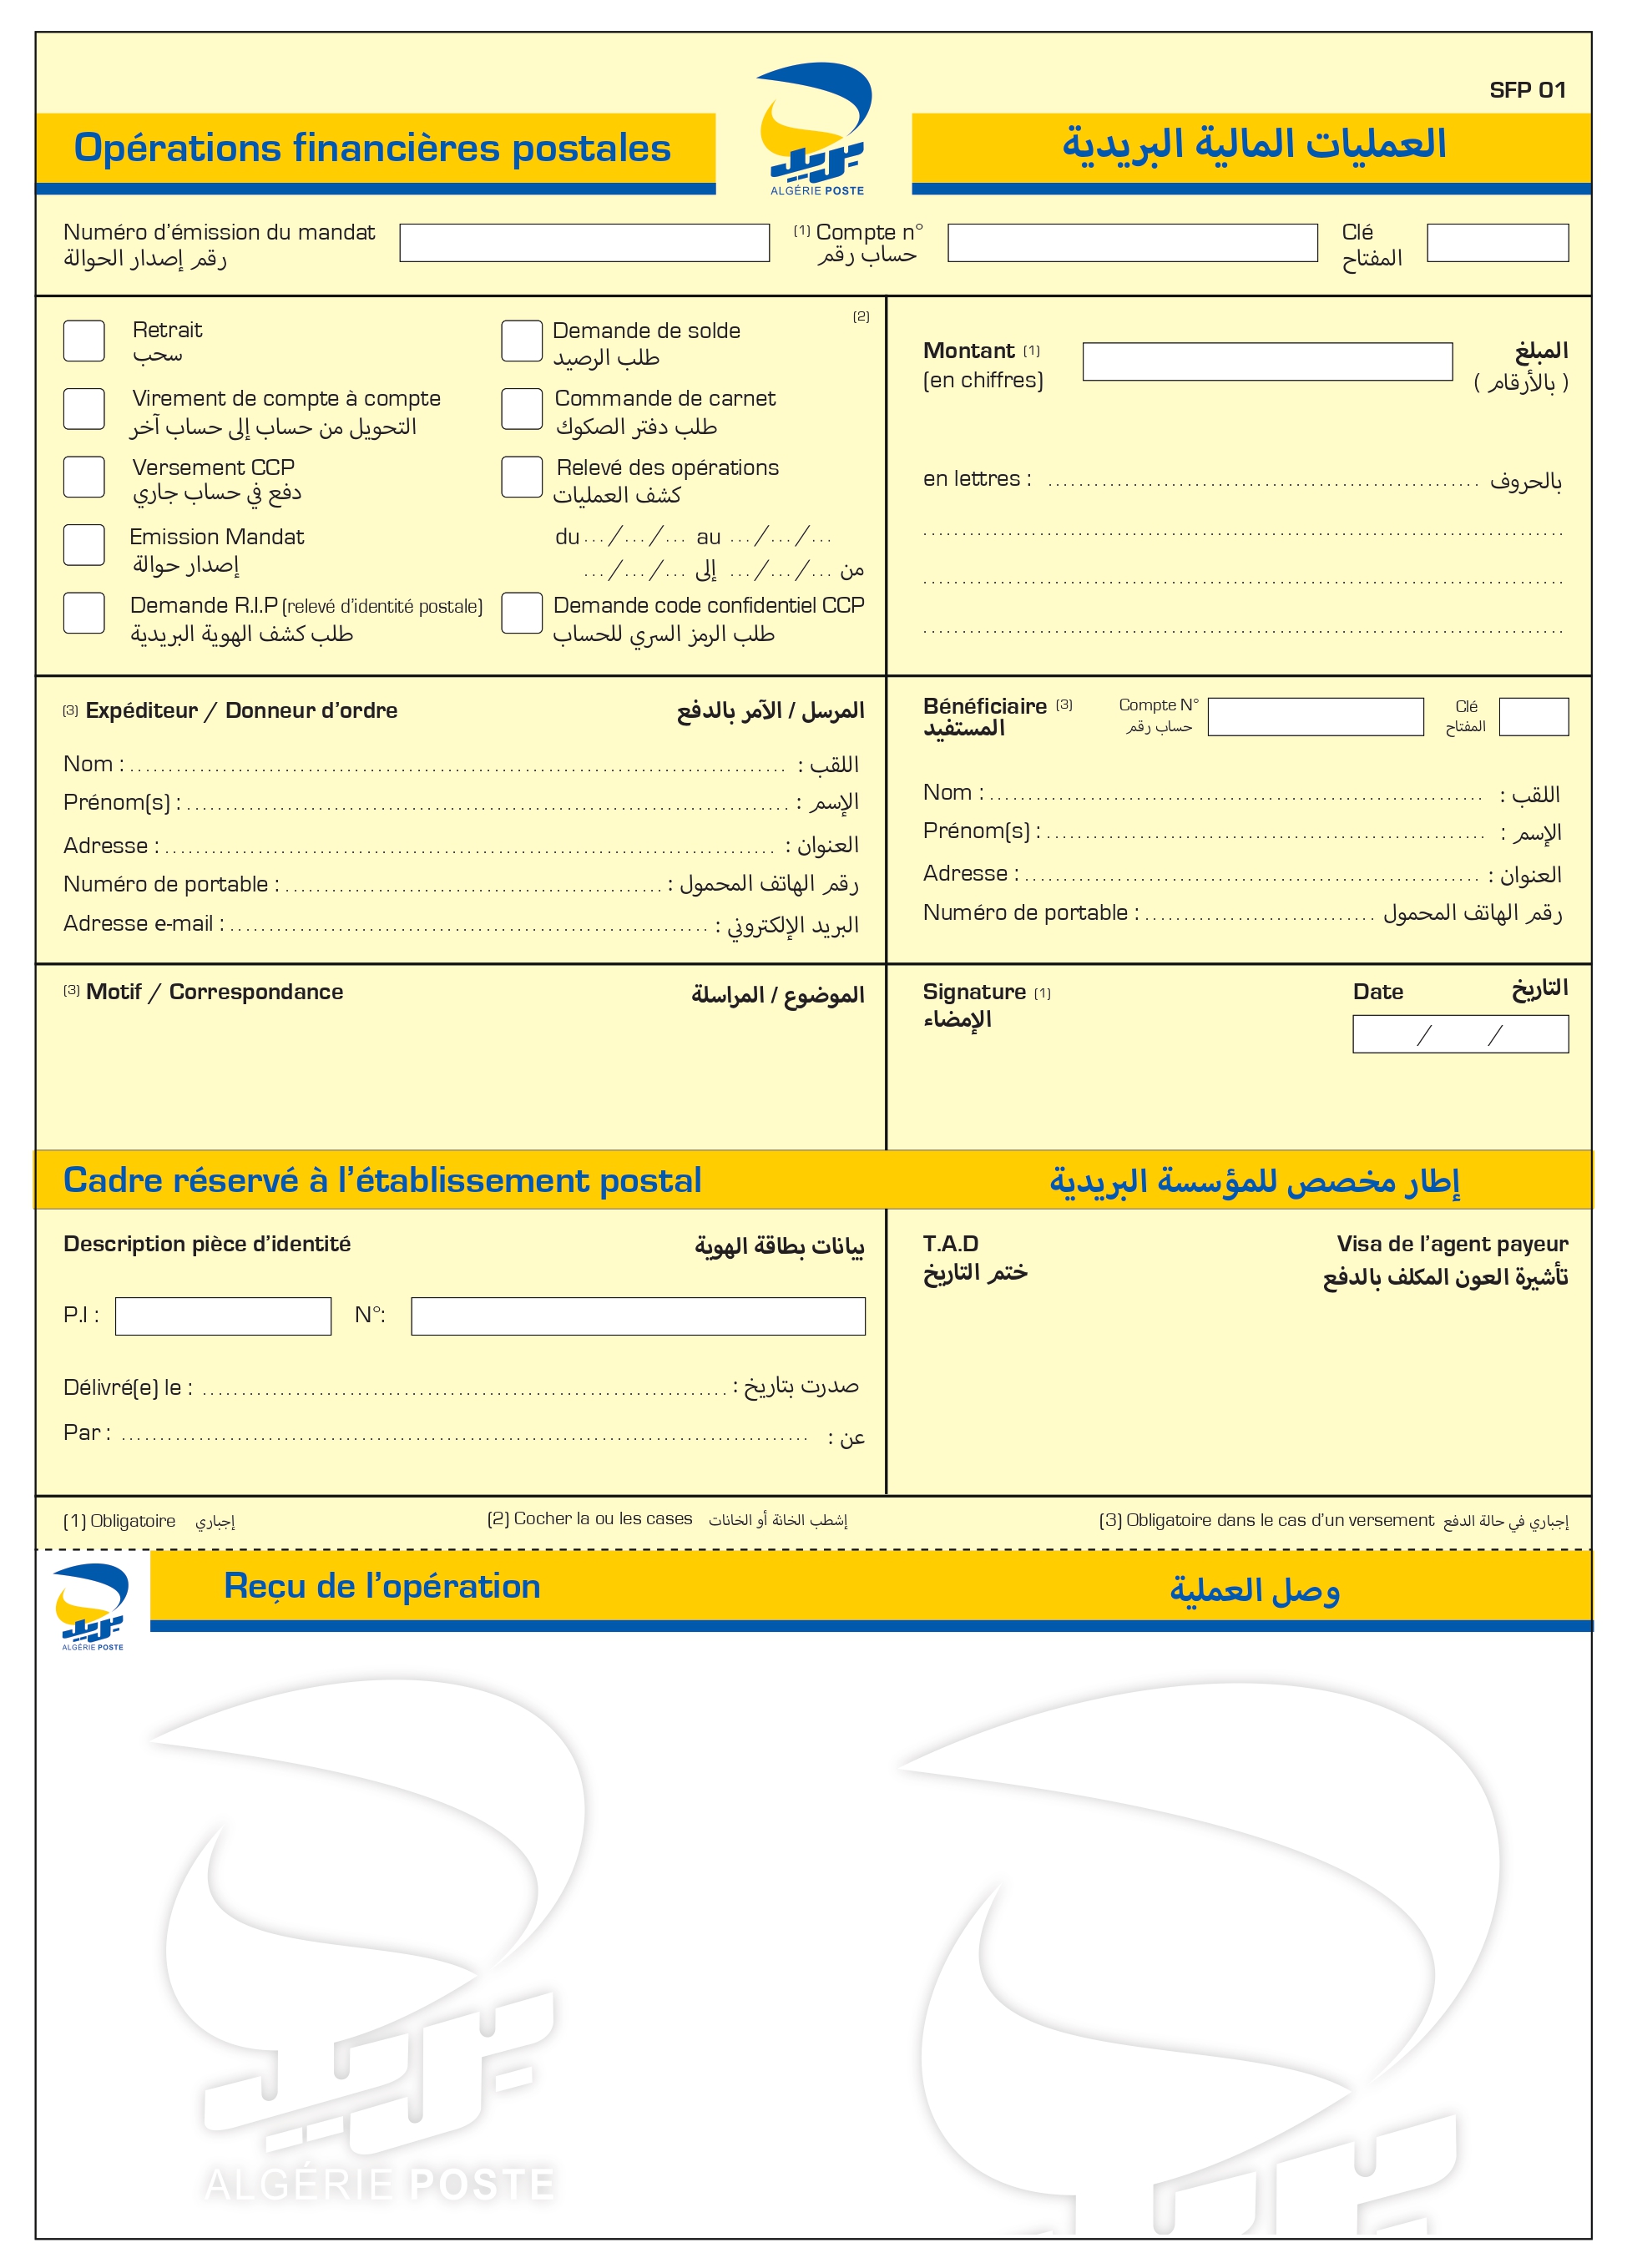 SFP 01
Opérations financières postales
العمليات المالية البريدية
بريد
ALGÉRIE POSTE
Numéro d'émission du mandat
رقم إصدار الحوالة
(1) Compte n°
حساب رقم
Clé
المفتاح
(2)
Retrait
سحب
Demande de solde
طلب الرصيد
Virement de compte à compte
التحويل من حساب إلى حساب آخر
Commande de carnet
طلب دفتر الصكوك
Versement CCP
دفع في حساب جاري
Relevé des opérations
كشف العمليات
Emission Mandat
إصدار حوالة
du .../.../... au .../.../...
من .../.../... إلى .../.../...
Demande R.I.P (relevé d'identité postale)
طلب كشف الهوية البريدية
Demande code confidentiel CCP
طلب الرمز السري للحساب
Montant (1)
(en chiffres)
المبلغ
( بالأرقام )
en lettres : بالحروف
(3) Expéditeur / Donneur d'ordre المرسل / الآمر بالدفع
Nom : اللقب :
Prénom(s) : الإسم :
Adresse : العنوان :
Numéro de portable : رقم الهاتف المحمول :
Adresse e-mail : البريد الإلكتروني :
Bénéficiaire (3)
المستفيد
Compte N°
حساب رقم
Clé
المفتاح
Nom : اللقب :
Prénom(s) : الإسم :
Adresse : العنوان :
Numéro de portable : رقم الهاتف المحمول
(3) Motif / Correspondance الموضوع / المراسلة
Signature (1)
الإمضاء
Date التاريخ
/ /
Cadre réservé à l'établissement postal
إطار مخصص للمؤسسة البريدية
Description pièce d'identité بيانات بطاقة الهوية
P.I : N°:
Délivré(e) le : صدرت بتاريخ :
Par : عن :
T.A.D
ختم التاريخ
Visa de l'agent payeur
تأشيرة العون المكلف بالدفع
(1) Obligatoire إجباري
(2) Cocher la ou les cases إشطب الخانة أو الخانات
(3) Obligatoire dans le cas d'un versement إجباري في حالة الدفع
بريد
ALGÉRIE POSTE
Reçu de l'opération
وصل العملية
بريد
ALGÉRIE POSTE